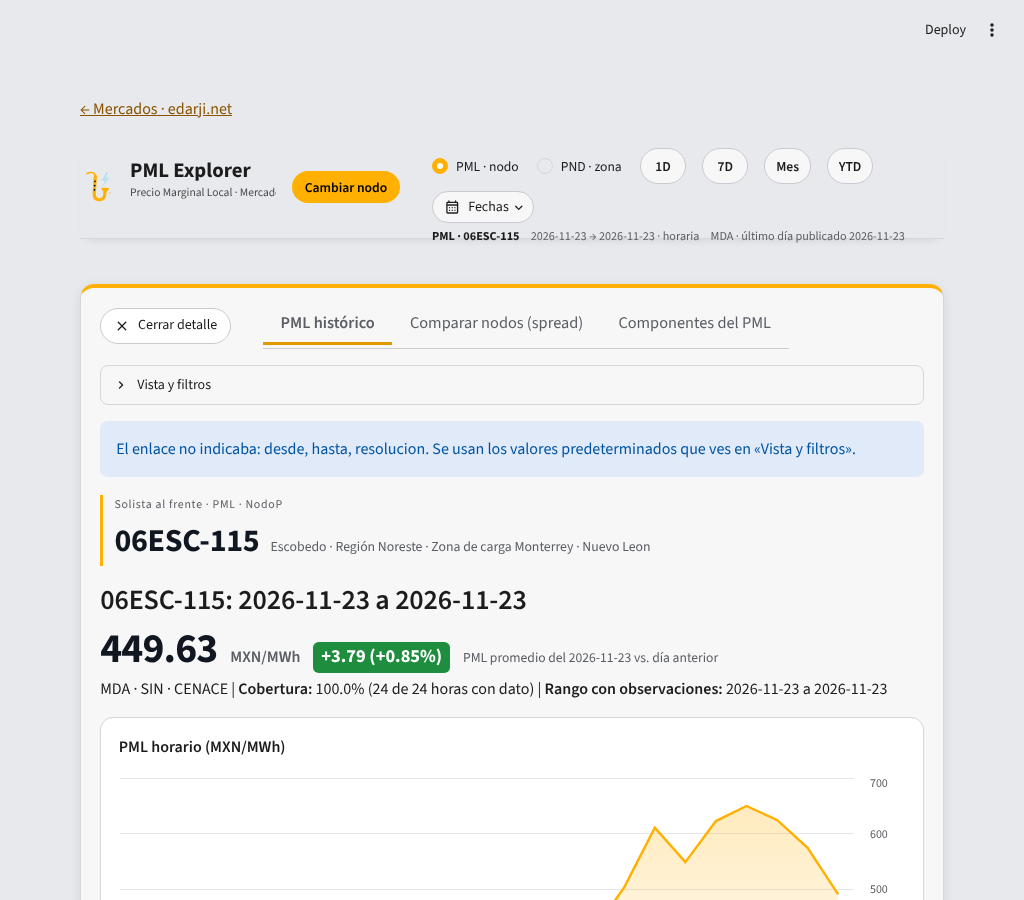 Deploy
← Mercados · edarji.net
PML Explorer
Precio Marginal Local · Mercad
Cambiar nodo
PML · nodo
PND · zona
1D
7D
Mes
YTD
Fechas
PML · 06ESC-115 2026-11-23 → 2026-11-23 · horaria MDA · último día publicado 2026-11-23
Cerrar detalle
PML histórico
Comparar nodos (spread)
Componentes del PML
Vista y filtros
El enlace no indicaba: desde, hasta, resolucion. Se usan los valores predeterminados que ves en «Vista y filtros».
Solista al frente · PML · NodoP
06ESC-115 Escobedo · Región Noreste · Zona de carga Monterrey · Nuevo Leon
06ESC-115: 2026-11-23 a 2026-11-23
449.63 MXN/MWh +3.79 (+0.85%) PML promedio del 2026-11-23 vs. día anterior
MDA · SIN · CENACE | Cobertura: 100.0% (24 de 24 horas con dato) | Rango con observaciones: 2026-11-23 a 2026-11-23
PML horario (MXN/MWh)
700
600
500